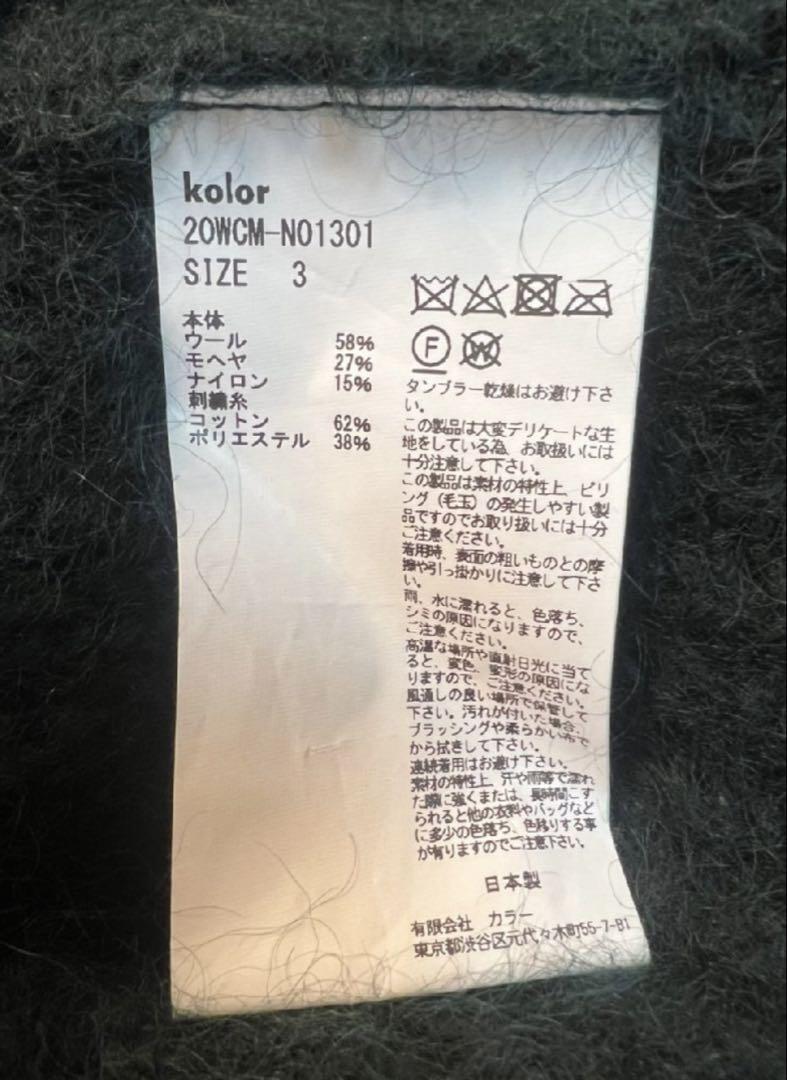 kolor
20WCM-N01301
SIZE 3
本体
ウール 58%
モヘヤ 27%
ナイロン 15%
刺繍糸
コットン 62%
ポリエステル 38%
F
W
タンブラー乾燥はお避け下さ
い。
この製品は大変デリケートな生
地をしている為、お取扱いには
十分注意して下さい。
この製品は素材の特性上、ピリ
ング（毛玉）の発生しやすい製
品ですのでお取り扱いには十分
ご注意ください。
着用時、表面の粗いものとの摩
擦や引っ掛かりに注意して下さ
い。
雨、水に濡れると、色落ち、
シミの原因になりますので、
ご注意ください。
高温な場所や直射日光に当て
ると、変色、変形の原因にな
りますので、ご注意ください。
風通しの良い場所で保管して
下さい。汚れが付いた場合、
ブラッシングや柔らかい布で
から拭きして下さい。
連続着用はお避け下さい。
素材の特性上、汗や雨等で濡れ
た際に強くまたは、長時間こす
られると他の衣料やバッグなど
に多少の色落ち、色移りする事
が有りますのでご注意下さい。
日本製
有限会社 カラー
東京都渋谷区元代々木町55-7-B1